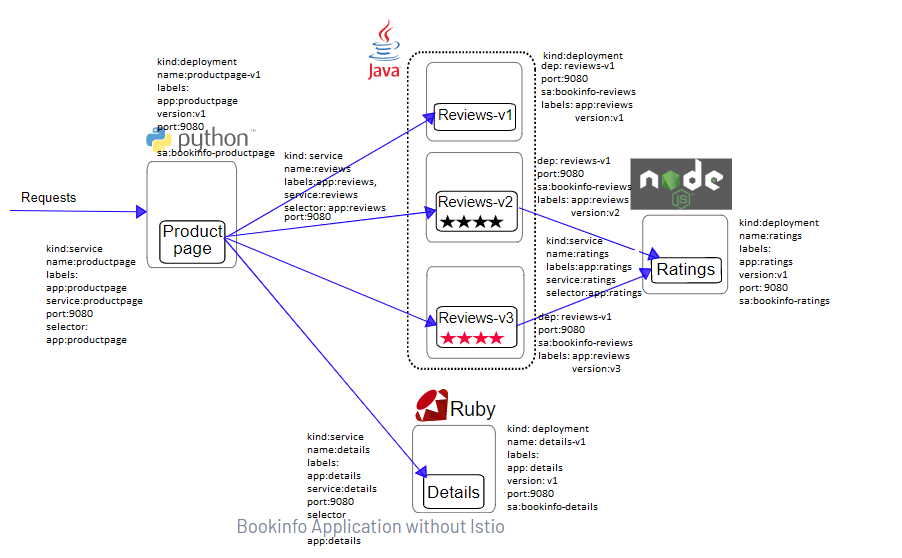 kind:deployment
name:productpage-v1
labels:
app:productpage
version:v1
port:9080
sa:bookinfo-productpage
python
™
Java
kind:deployment
dep: reviews-v1
port:9080
sa:bookinfo-reviews
labels: app:reviews
version:v1
Reviews-v1
kind: service
name:reviews
labels:app:reviews,
service:reviews
selector: app:reviews
port:9080
Requests
Product
page
kind:service
name:productpage
labels:
app:productpage
service:productpage
port:9080
selector:
app:productpage
Reviews-v2
dep: reviews-v1
port:9080
sa:bookinfo-reviews
labels: app:reviews
version:v2
node
JS
kind:service
name:ratings
labels:app:ratings
service:ratings
selector:app:ratings
Ratings
kind:deployment
name:ratings
labels:
app:ratings
version:v1
port: 9080
sa:bookinfo-ratings
Reviews-v3
dep: reviews-v1
port:9080
sa:bookinfo-reviews
labels: app:reviews
version:v3
Ruby
kind:service
name:details
labels:
app:details
service:details
port:9080
selector
app:details
Details
kind: deployment
name: details-v1
labels:
app: details
version: v1
port:9080
sa:bookinfo-details
Bookinfo Application without Istio